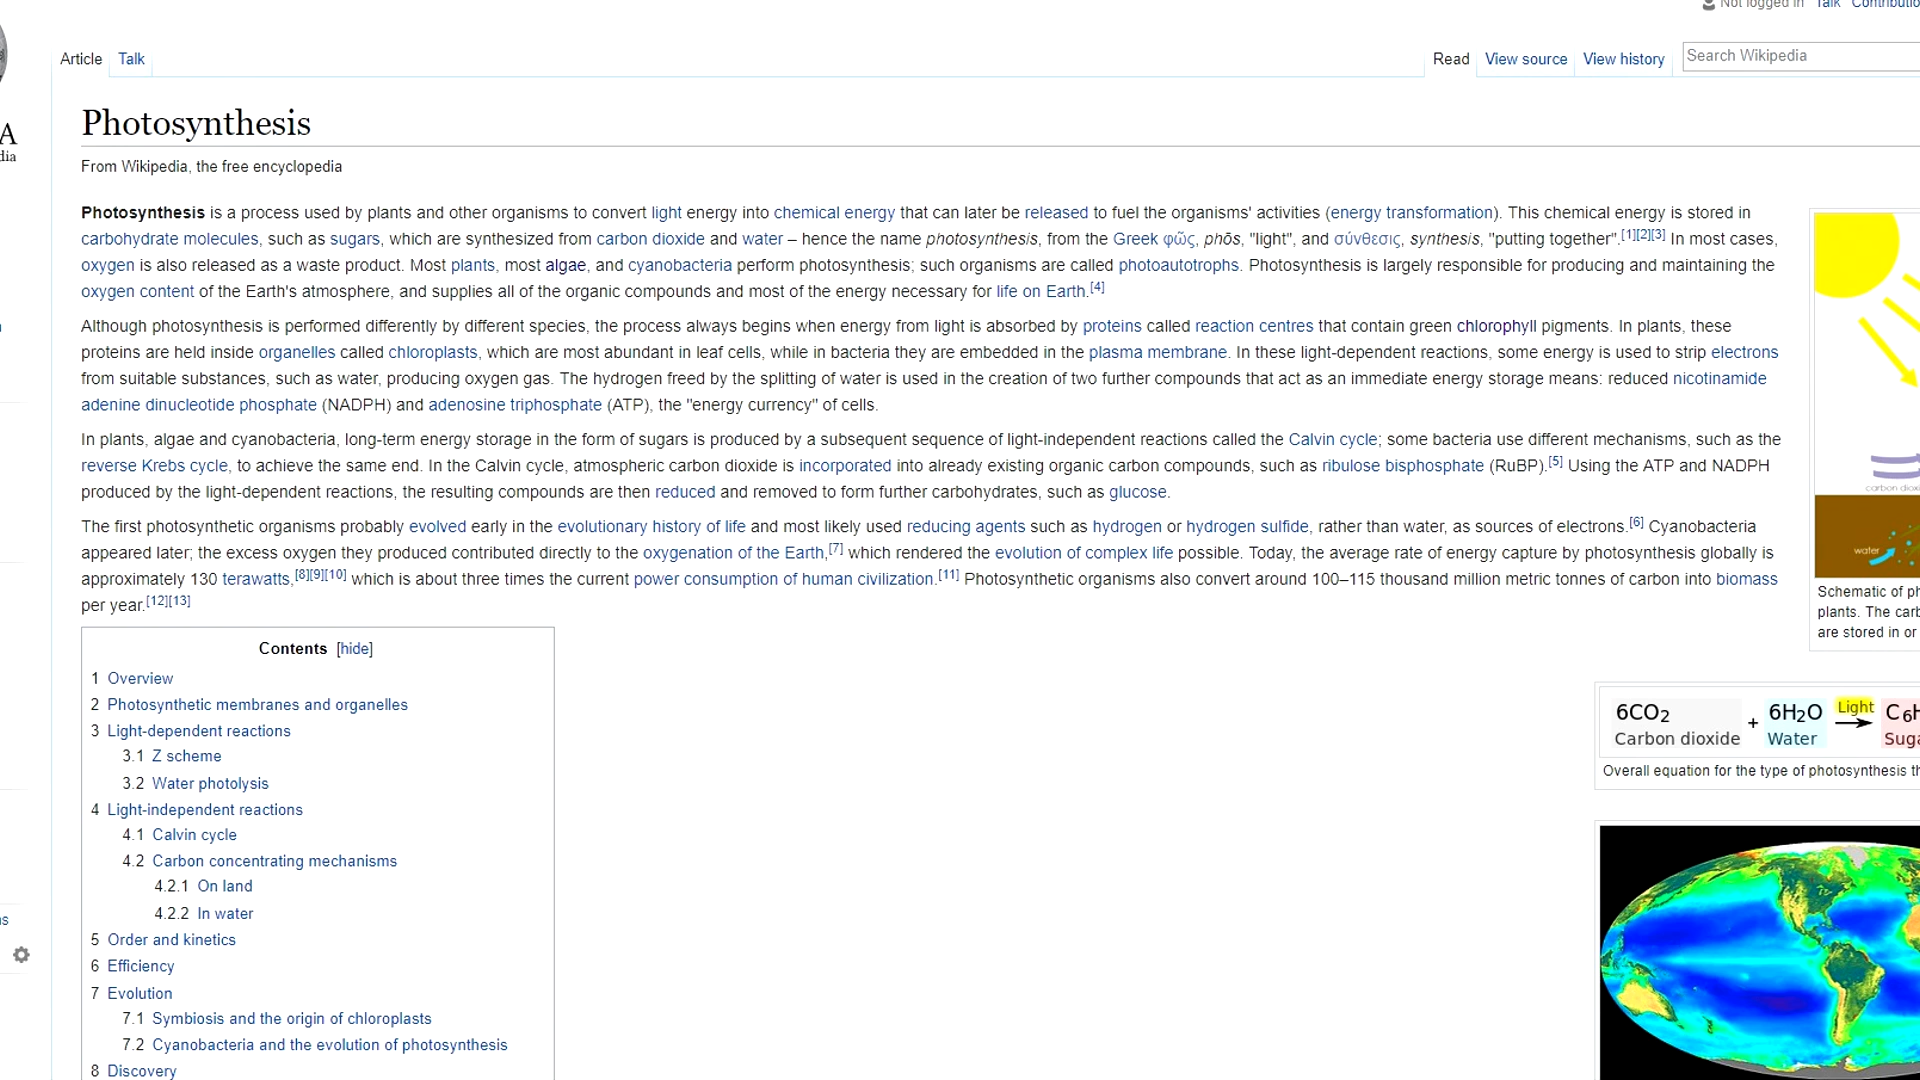 Not logged in Talk
A
dia
Article Talk Read View source View history Search Wikipedia
Photosynthesis
From Wikipedia, the free encyclopedia
Photosynthesis is a process used by plants and other organisms to convert light energy into chemical energy that can later be released to fuel the organisms' activities (energy transformation). This chemical energy is stored in
carbohydrate molecules, such as sugars, which are synthesized from carbon dioxide and water – hence the name photosynthesis, from the Greek φῶς, phōs, "light", and σύνθεσις, synthesis, "putting together".[1][2][3] In most cases,
oxygen is also released as a waste product. Most plants, most algae, and cyanobacteria perform photosynthesis; such organisms are called photoautotrophs. Photosynthesis is largely responsible for producing and maintaining the
oxygen content of the Earth's atmosphere, and supplies all of the organic compounds and most of the energy necessary for life on Earth.[4]
Although photosynthesis is performed differently by different species, the process always begins when energy from light is absorbed by proteins called reaction centres that contain green chlorophyll pigments. In plants, these
proteins are held inside organelles called chloroplasts, which are most abundant in leaf cells, while in bacteria they are embedded in the plasma membrane. In these light-dependent reactions, some energy is used to strip electrons
from suitable substances, such as water, producing oxygen gas. The hydrogen freed by the splitting of water is used in the creation of two further compounds that act as an immediate energy storage means: reduced nicotinamide
adenine dinucleotide phosphate (NADPH) and adenosine triphosphate (ATP), the "energy currency" of cells.
In plants, algae and cyanobacteria, long-term energy storage in the form of sugars is produced by a subsequent sequence of light-independent reactions called the Calvin cycle; some bacteria use different mechanisms, such as the
reverse Krebs cycle, to achieve the same end. In the Calvin cycle, atmospheric carbon dioxide is incorporated into already existing organic carbon compounds, such as ribulose bisphosphate (RuBP).[5] Using the ATP and NADPH
produced by the light-dependent reactions, the resulting compounds are then reduced and removed to form further carbohydrates, such as glucose.
The first photosynthetic organisms probably evolved early in the evolutionary history of life and most likely used reducing agents such as hydrogen or hydrogen sulfide, rather than water, as sources of electrons.[6] Cyanobacteria
appeared later; the excess oxygen they produced contributed directly to the oxygenation of the Earth,[7] which rendered the evolution of complex life possible. Today, the average rate of energy capture by photosynthesis globally is
approximately 130 terawatts,[8][9][10] which is about three times the current power consumption of human civilization.[11] Photosynthetic organisms also convert around 100–115 thousand million metric tonnes of carbon into biomass
per year.[12][13]
carbon
water
Schematic of
plants. The
are stored in or
Contents [hide]
1 Overview
2 Photosynthetic membranes and organelles
3 Light-dependent reactions
3.1 Z scheme
3.2 Water photolysis
4 Light-independent reactions
4.1 Calvin cycle
4.2 Carbon concentrating mechanisms
4.2.1 On land
4.2.2 In water
5 Order and kinetics
6 Efficiency
7 Evolution
7.1 Symbiosis and the origin of chloroplasts
7.2 Cyanobacteria and the evolution of photosynthesis
8 Discovery
6CO2 + 6H2O Light
Carbon dioxide Water
Overall equation for the type of photosynthesis